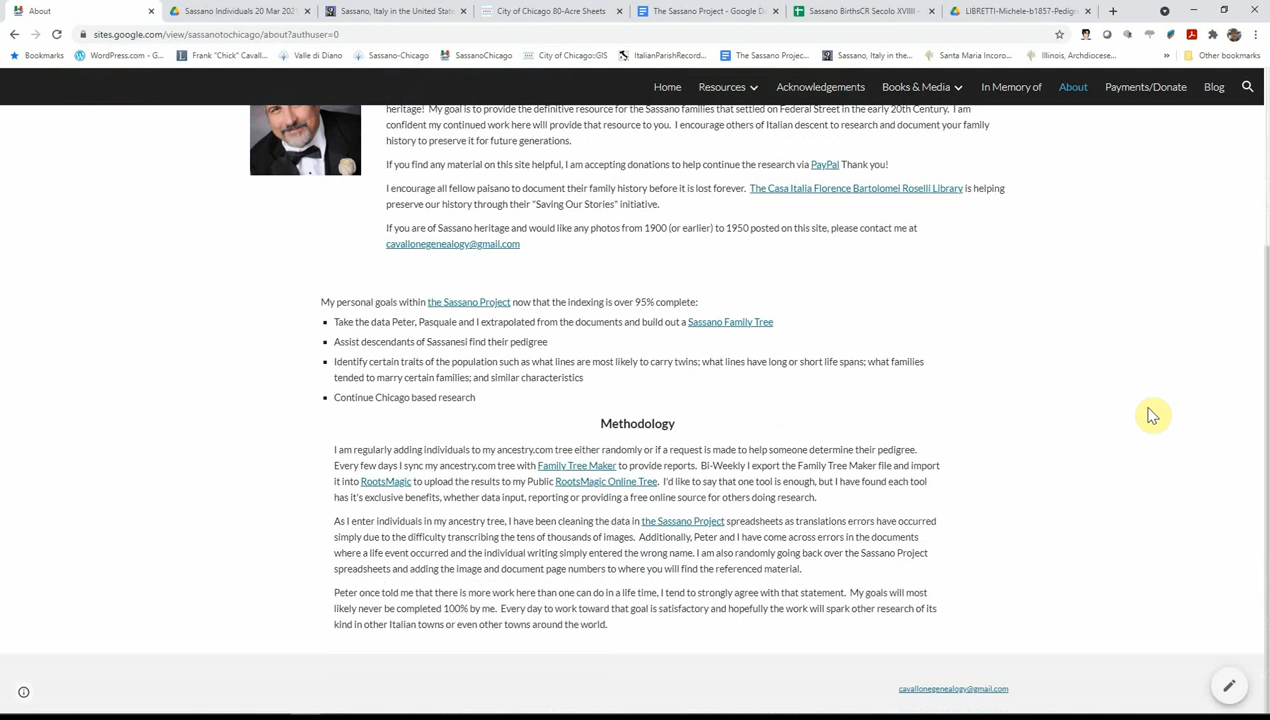 About
Sassano Individuals 20 Mar 202
Sassano, Italy in the United State
City of Chicago 80-Acre Sheets
The Sassano Project - Google D
Sassano BirthsCR Secolo XVIIII -
LIBRETTI-Michele-b1857-Pedigr
sites.google.com/view/sassanotochicago/about?authuser=0
Bookmarks
WordPress.com - G...
Frank "Chick" Cavall...
Valle di Diano
Sassano-Chicago
SassanoChicago
City of Chicago:GIS
ItalianParishRecord...
The Sassano Project...
Sassano, Italy in the...
Santa Maria Incoro...
Illinois, Archdiocese...
Other bookmarks
Home
Resources
Acknowledgements
Books & Media
In Memory of
About
Payments/Donate
Blog
heritage! My goal is to provide the definitive resource for the Sassano families that settled on Federal Street in the early 20th Century. I am
confident my continued work here will provide that resource to you. I encourage others of Italian descent to research and document your family
history to preserve it for future generations.
If you find any material on this site helpful, I am accepting donations to help continue the research via PayPal Thank you!
I encourage all fellow paisano to document their family history before it is lost forever. The Casa Italia Florence Bartolomei Roselli Library is helping
preserve our history through their "Saving Our Stories" initiative.
If you are of Sassano heritage and would like any photos from 1900 (or earlier) to 1950 posted on this site, please contact me at
cavallonegenealogy@gmail.com
My personal goals within the Sassano Project now that the indexing is over 95% complete:
Take the data Peter, Pasquale and I extrapolated from the documents and build out a Sassano Family Tree
Assist descendants of Sassanesi find their pedigree
Identify certain traits of the population such as what lines are most likely to carry twins; what lines have long or short life spans; what families
tended to marry certain families; and similar characteristics
Continue Chicago based research
Methodology
I am regularly adding individuals to my ancestry.com tree either randomly or if a request is made to help someone determine their pedigree.
Every few days I sync my ancestry.com tree with Family Tree Maker to provide reports. Bi-Weekly I export the Family Tree Maker file and import
it into RootsMagic to upload the results to my Public RootsMagic Online Tree. I'd like to say that one tool is enough, but I have found each tool
has it's exclusive benefits, whether data input, reporting or providing a free online source for others doing research.
As I enter individuals in my ancestry tree, I have been cleaning the data in the Sassano Project spreadsheets as translations errors have occurred
simply due to the difficulty transcribing the tens of thousands of images. Additionally, Peter and I have come across errors in the documents
where a life event occurred and the individual writing simply entered the wrong name. I am also randomly going back over the Sassano Project
spreadsheets and adding the image and document page numbers to where you will find the referenced material.
Peter once told me that there is more work here than one can do in a life time, I tend to strongly agree with that statement. My goals will most
likely never be completed 100% by me. Every day to work toward that goal is satisfactory and hopefully the work will spark other research of its
kind in other Italian towns or even other towns around the world.
cavallonegenealogy@gmail.com